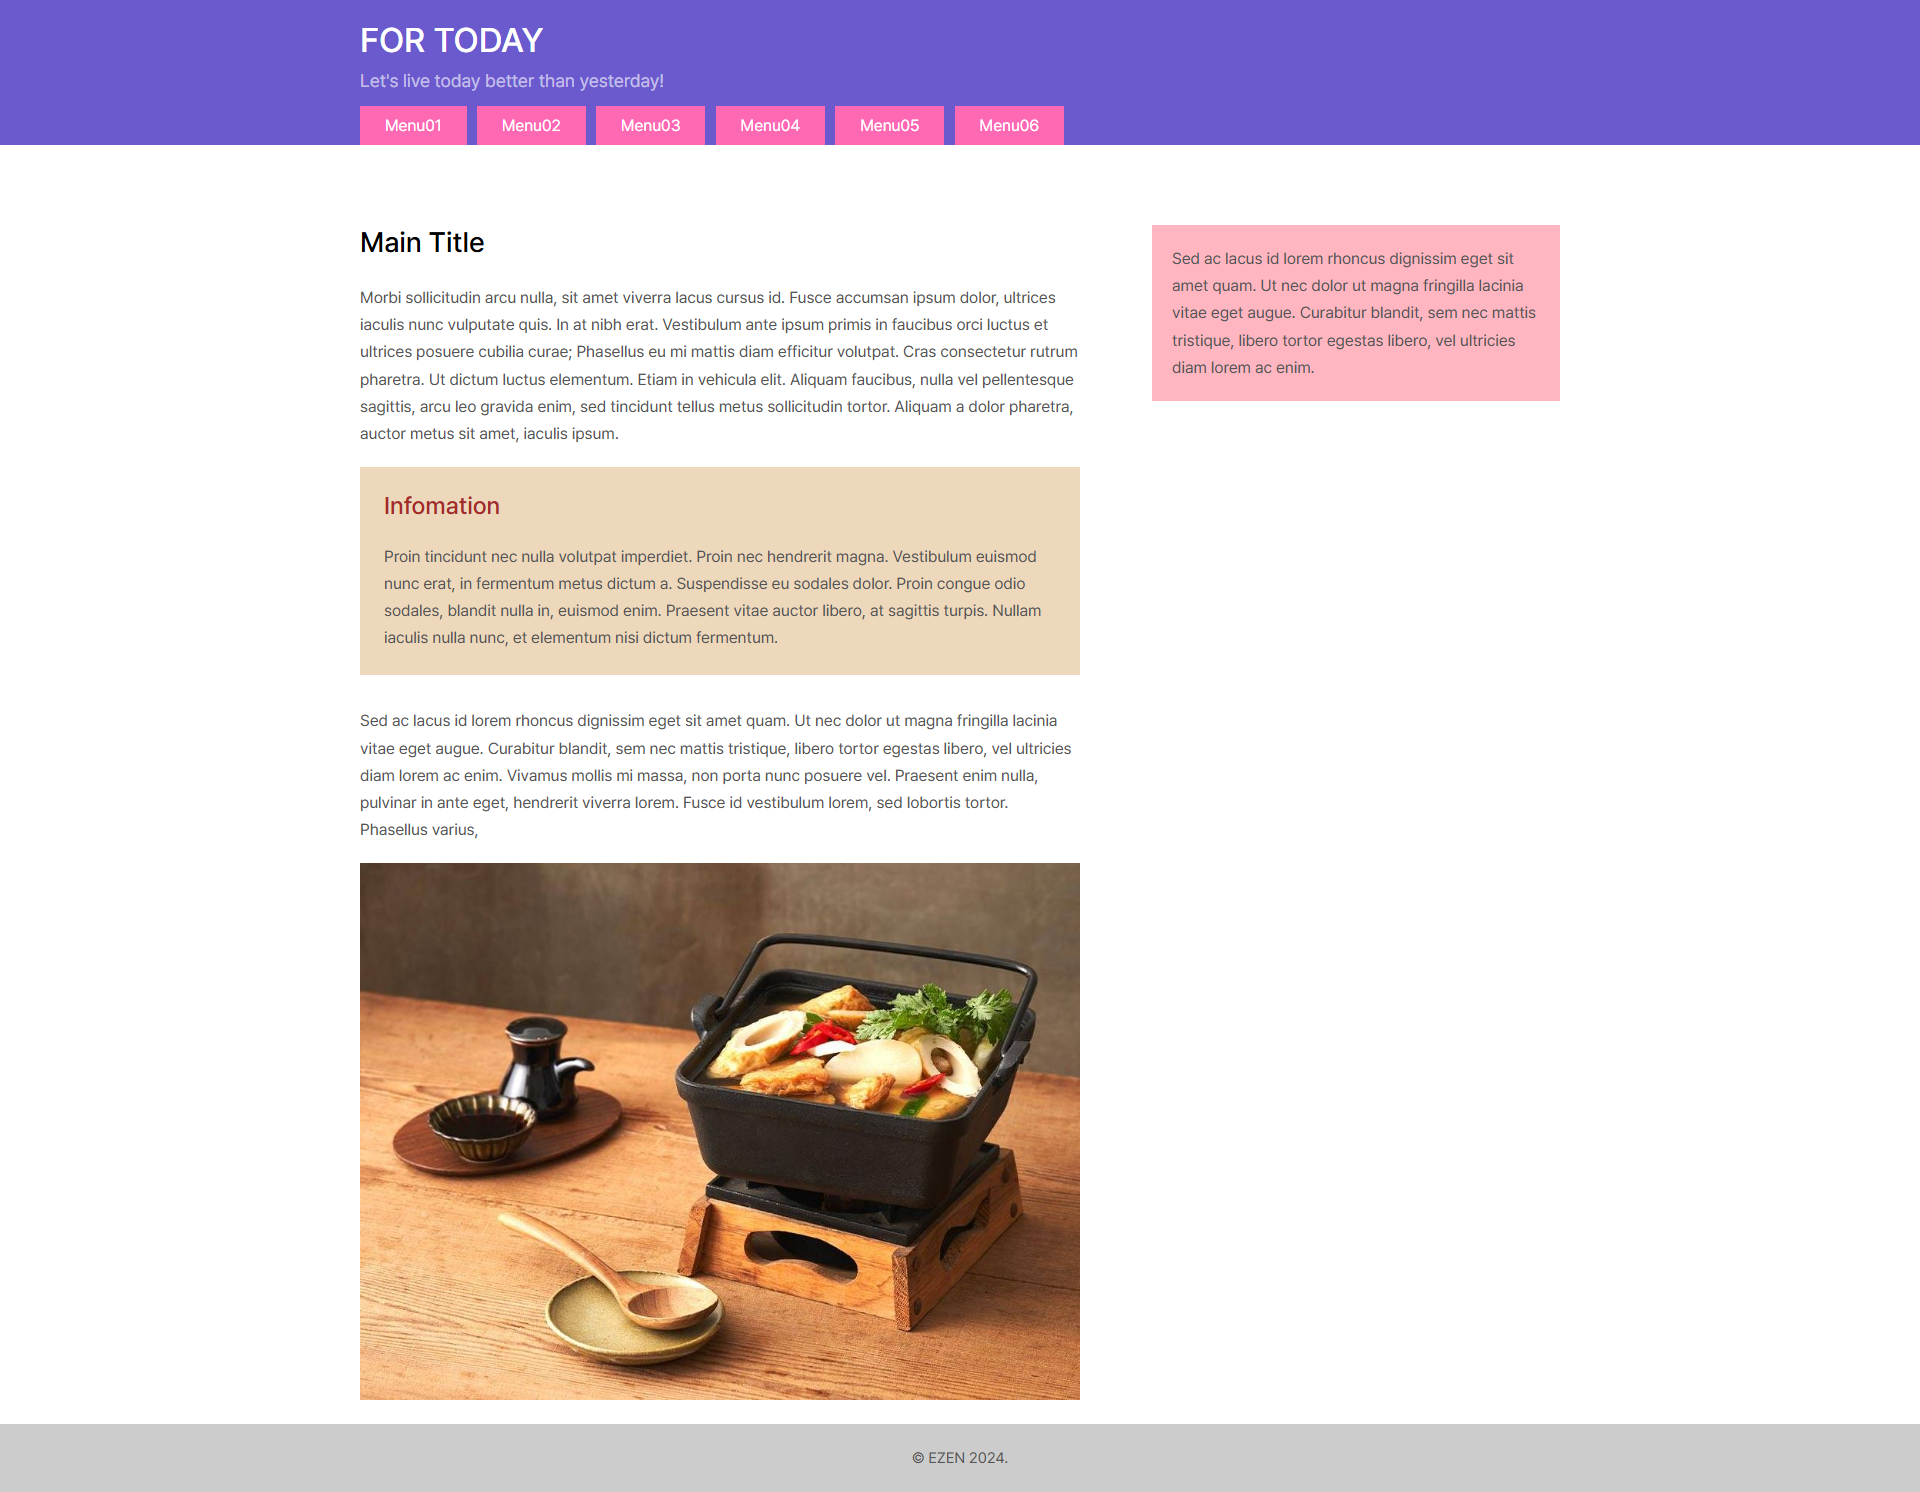 FOR TODAY
Let's live today better than yesterday!
Menu01 Menu02 Menu03 Menu04 Menu05 Menu06
Main Title
Morbi sollicitudin arcu nulla, sit amet viverra lacus cursus id. Fusce accumsan ipsum dolor, ultrices
iaculis nunc vulputate quis. In at nibh erat. Vestibulum ante ipsum primis in faucibus orci luctus et
ultrices posuere cubilia curae; Phasellus eu mi mattis diam efficitur volutpat. Cras consectetur rutrum
pharetra. Ut dictum luctus elementum. Etiam in vehicula elit. Aliquam faucibus, nulla vel pellentesque
sagittis, arcu leo gravida enim, sed tincidunt tellus metus sollicitudin tortor. Aliquam a dolor pharetra,
auctor metus sit amet, iaculis ipsum.
Infomation
Proin tincidunt nec nulla volutpat imperdiet. Proin nec hendrerit magna. Vestibulum euismod
nunc erat, in fermentum metus dictum a. Suspendisse eu sodales dolor. Proin congue odio
sodales, blandit nulla in, euismod enim. Praesent vitae auctor libero, at sagittis turpis. Nullam
iaculis nulla nunc, et elementum nisi dictum fermentum.
Sed ac lacus id lorem rhoncus dignissim eget sit amet quam. Ut nec dolor ut magna fringilla lacinia
vitae eget augue. Curabitur blandit, sem nec mattis tristique, libero tortor egestas libero, vel ultricies
diam lorem ac enim. Vivamus mollis mi massa, non porta nunc posuere vel. Praesent enim nulla,
pulvinar in ante eget, hendrerit viverra lorem. Fusce id vestibulum lorem, sed lobortis tortor.
Phasellus varius,
Sed ac lacus id lorem rhoncus dignissim eget sit
amet quam. Ut nec dolor ut magna fringilla lacinia
vitae eget augue. Curabitur blandit, sem nec mattis
tristique, libero tortor egestas libero, vel ultricies
diam lorem ac enim.
© EZEN 2024.